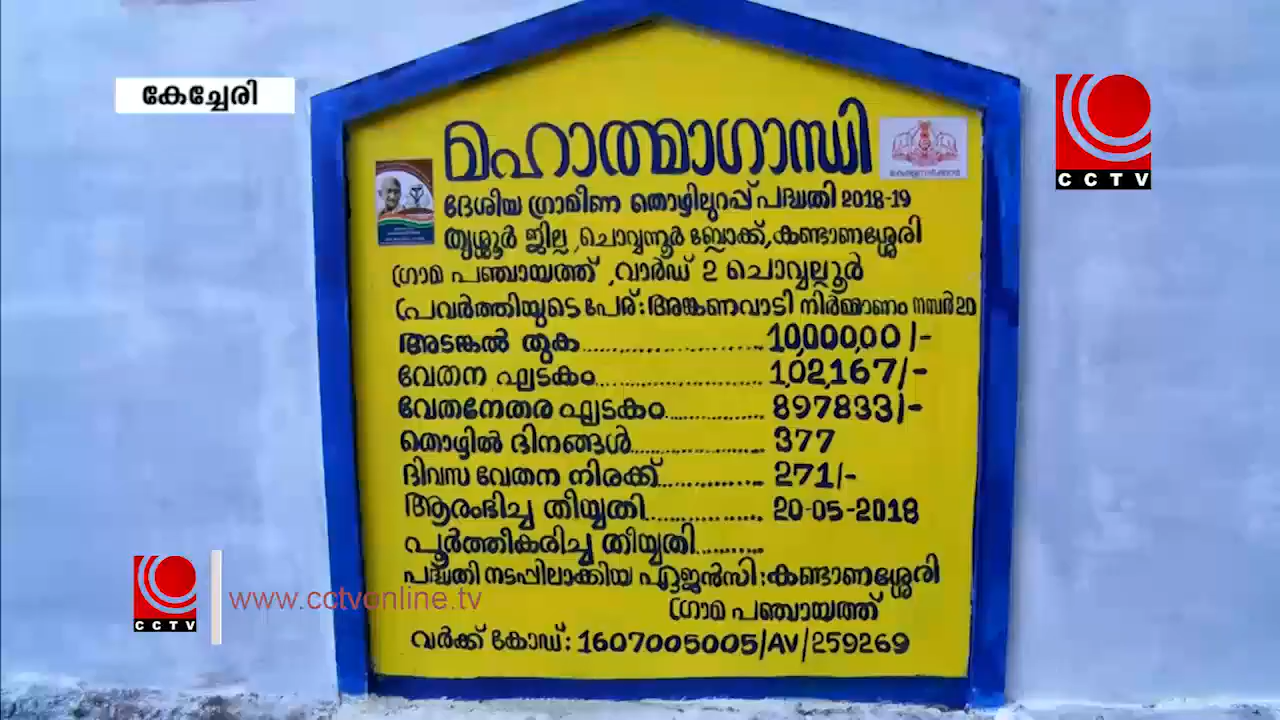 കേച്ചേരി
CCTV
മഹാത്മാഗാന്ധി
ദേശീയ ഗ്രാമീണ തൊഴിലുറപ്പ് പദ്ധതി 2018-19
തൃശ്ശൂർ ജില്ല, ചൊവ്വന്നൂർ ബ്ലോക്ക്, കണ്ടാണശ്ശേരി
ഗ്രാമ പഞ്ചായത്ത്, വാർഡ് 2 ചൊവ്വല്ലൂർ
പ്രവർത്തിയുടെ പേര്: അങ്കണവാടി നിർമ്മാണം നമ്പർ 20
അടങ്കൽ തുക.......................... 10,000,00/-
വേതന ഘടകം........................ 1,02,167/-
വേതനേതര ഘടകം............... 897833/-
തൊഴിൽ ദിനങ്ങൾ.................... 377
ദിവസ വേതന നിരക്ക്................ 271/-
ആരംഭിച്ച തീയ്യതി.................. 20-05-2018
പൂർത്തീകരിച്ച തീയ്യതി..........
പദ്ധതി നടപ്പിലാക്കിയ ഏജൻസി: കണ്ടാണശ്ശേരി
ഗ്രാമ പഞ്ചായത്ത്
വർക്ക് കോഡ്: 1607005005/AV/259269
CCTV
www.cctvonline.tv